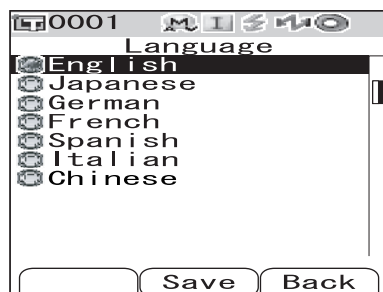 0001 M I
Language
English
Japanese
German
French
Spanish
Italian
Chinese
Save Back